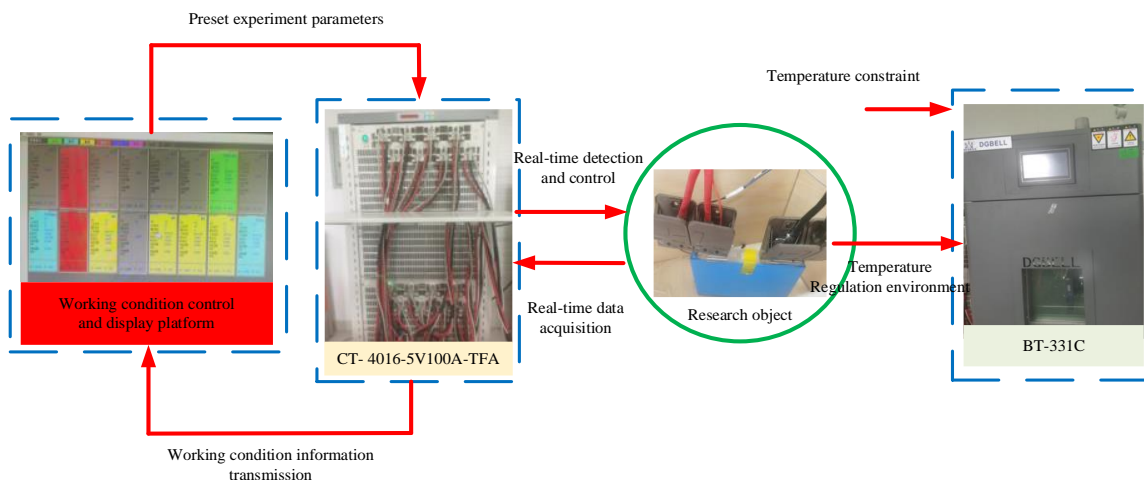 Preset experiment parameters
Working condition control
and display platform
CT- 4016-5V100A-TFA
Real-time detection
and control
Real-time data
acquisition
Research object
Temperature constraint
Temperature
Regulation environment
DGBELL
DGBELL
BT-331C
Working condition information
transmission